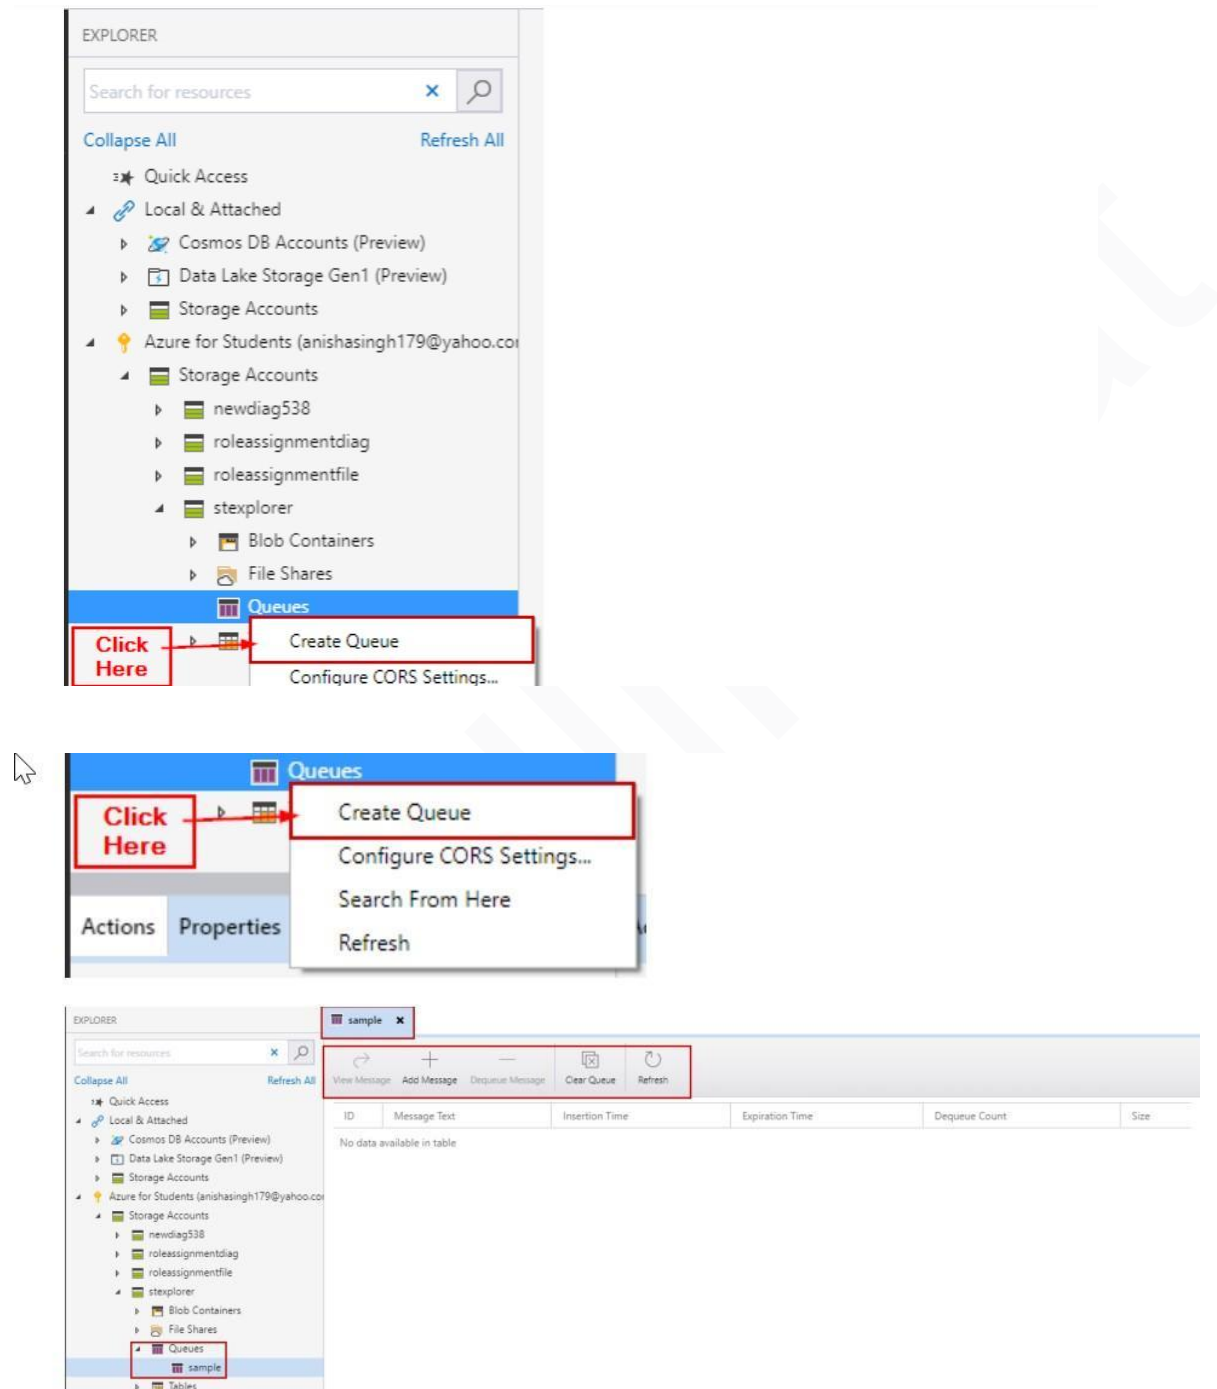 EXPLORER
Search for resources
Collapse All Refresh All
Quick Access
Local & Attached
Cosmos DB Accounts (Preview)
Data Lake Storage Gen1 (Preview)
Storage Accounts
Azure for Students (anishasingh179@yahoo.co
Storage Accounts
newdiag538
roleassignmentdiag
roleassignmentfile
stexplorer
Blob Containers
File Shares
Queues
Click Here
Create Queue
Configure CORS Settings...
Queues
Click Here
Create Queue
Configure CORS Settings...
Search From Here
Refresh
Actions Properties
EXPLORER
Search for resources
Collapse All Refresh All
Quick Access
Local & Attached
Cosmos DB Accounts (Preview)
Data Lake Storage Gen1 (Preview)
Storage Accounts
Azure for Students (anishasingh179@yahoo.co
Storage Accounts
newdiag538
roleassignmentdiag
roleassignmentfile
stexplorer
Blob Containers
File Shares
Queues
sample
Tables
sample
View Message Add Message Dequeue Message Clear Queue Refresh
ID Message Text Insertion Time Expiration Time Dequeue Count Size
No data available in table